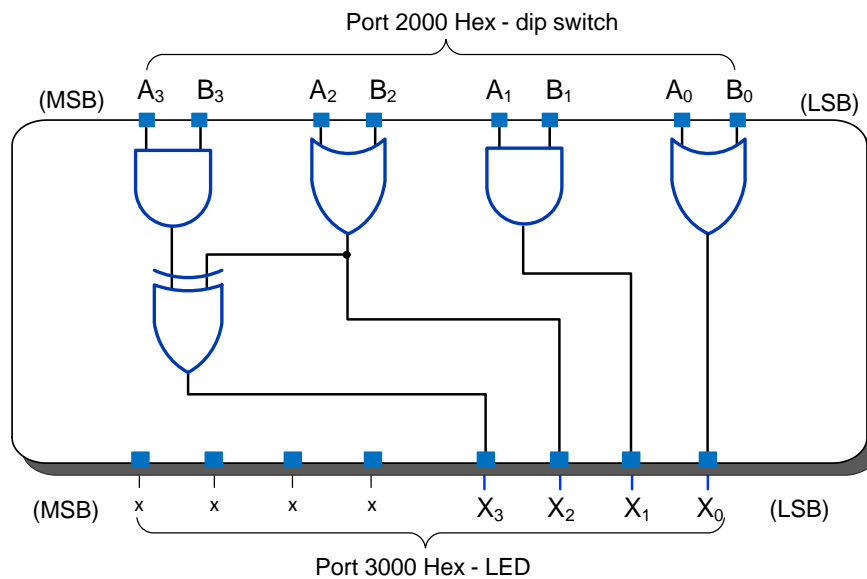 Port 2000 Hex - dip switch
(MSB) A₃ B₃ A₂ B₂ A₁ B₁ A₀ B₀ (LSB)
(MSB) x x x x X₃ X₂ X₁ X₀ (LSB)
Port 3000 Hex - LED